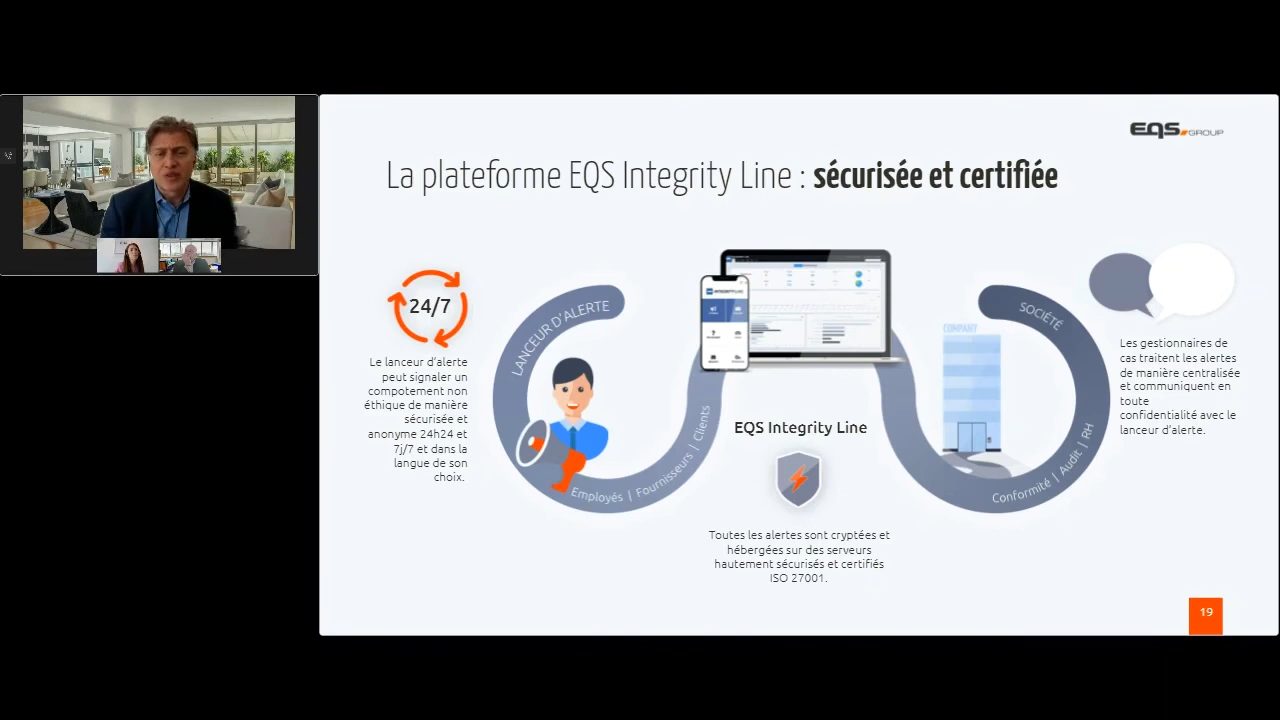 EQS GROUP
La plateforme EQS Integrity Line : sécurisée et certifiée
24/7
Le lanceur d'alerte
peut signaler un
compotement non
éthique de manière
sécurisée et
anonyme 24h24 et
7j/7 et dans la
langue de son
choix.
LANCEUR D'ALERTE
Employés | Fournisseurs | Clients
INTEGRITY LINE
EQS Integrity Line
Toutes les alertes sont cryptées et
hébergées sur des serveurs
hautement sécurisés et certifiés
ISO 27001.
COMPANY
SOCIÉTÉ
Conformité | Audit | RH
Les gestionnaires de
cas traitent les alertes
de manière centralisée
et communiquent en
toute
confidentialité avec le
lanceur d'alerte.
19